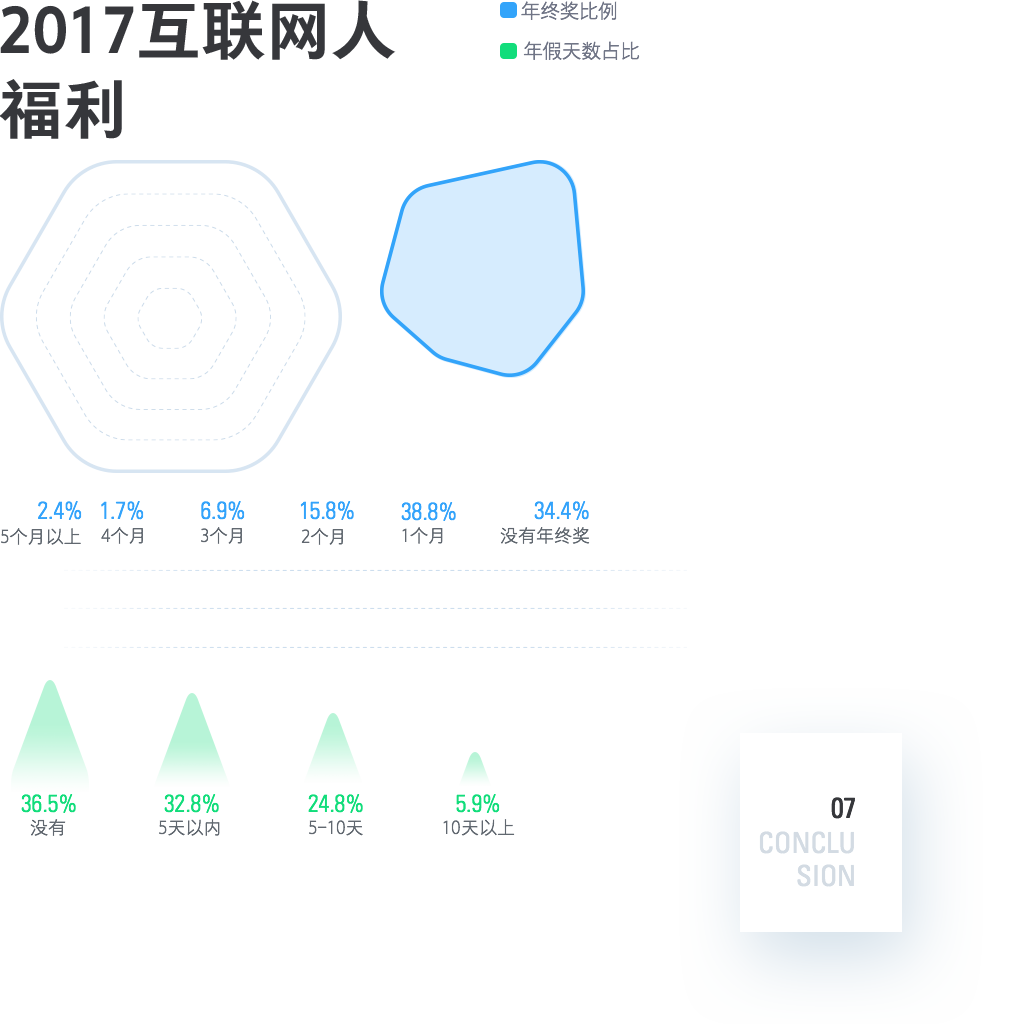 2017互联网人
福利
年终奖比例
年假天数占比
2.4% 1.7% 6.9% 15.8% 38.8% 34.4%
5个月以上 4个月 3个月 2个月 1个月 没有年终奖
36.5% 32.8% 24.8% 5.9%
没有 5天以内 5-10天 10天以上
07
CONCLU
SION